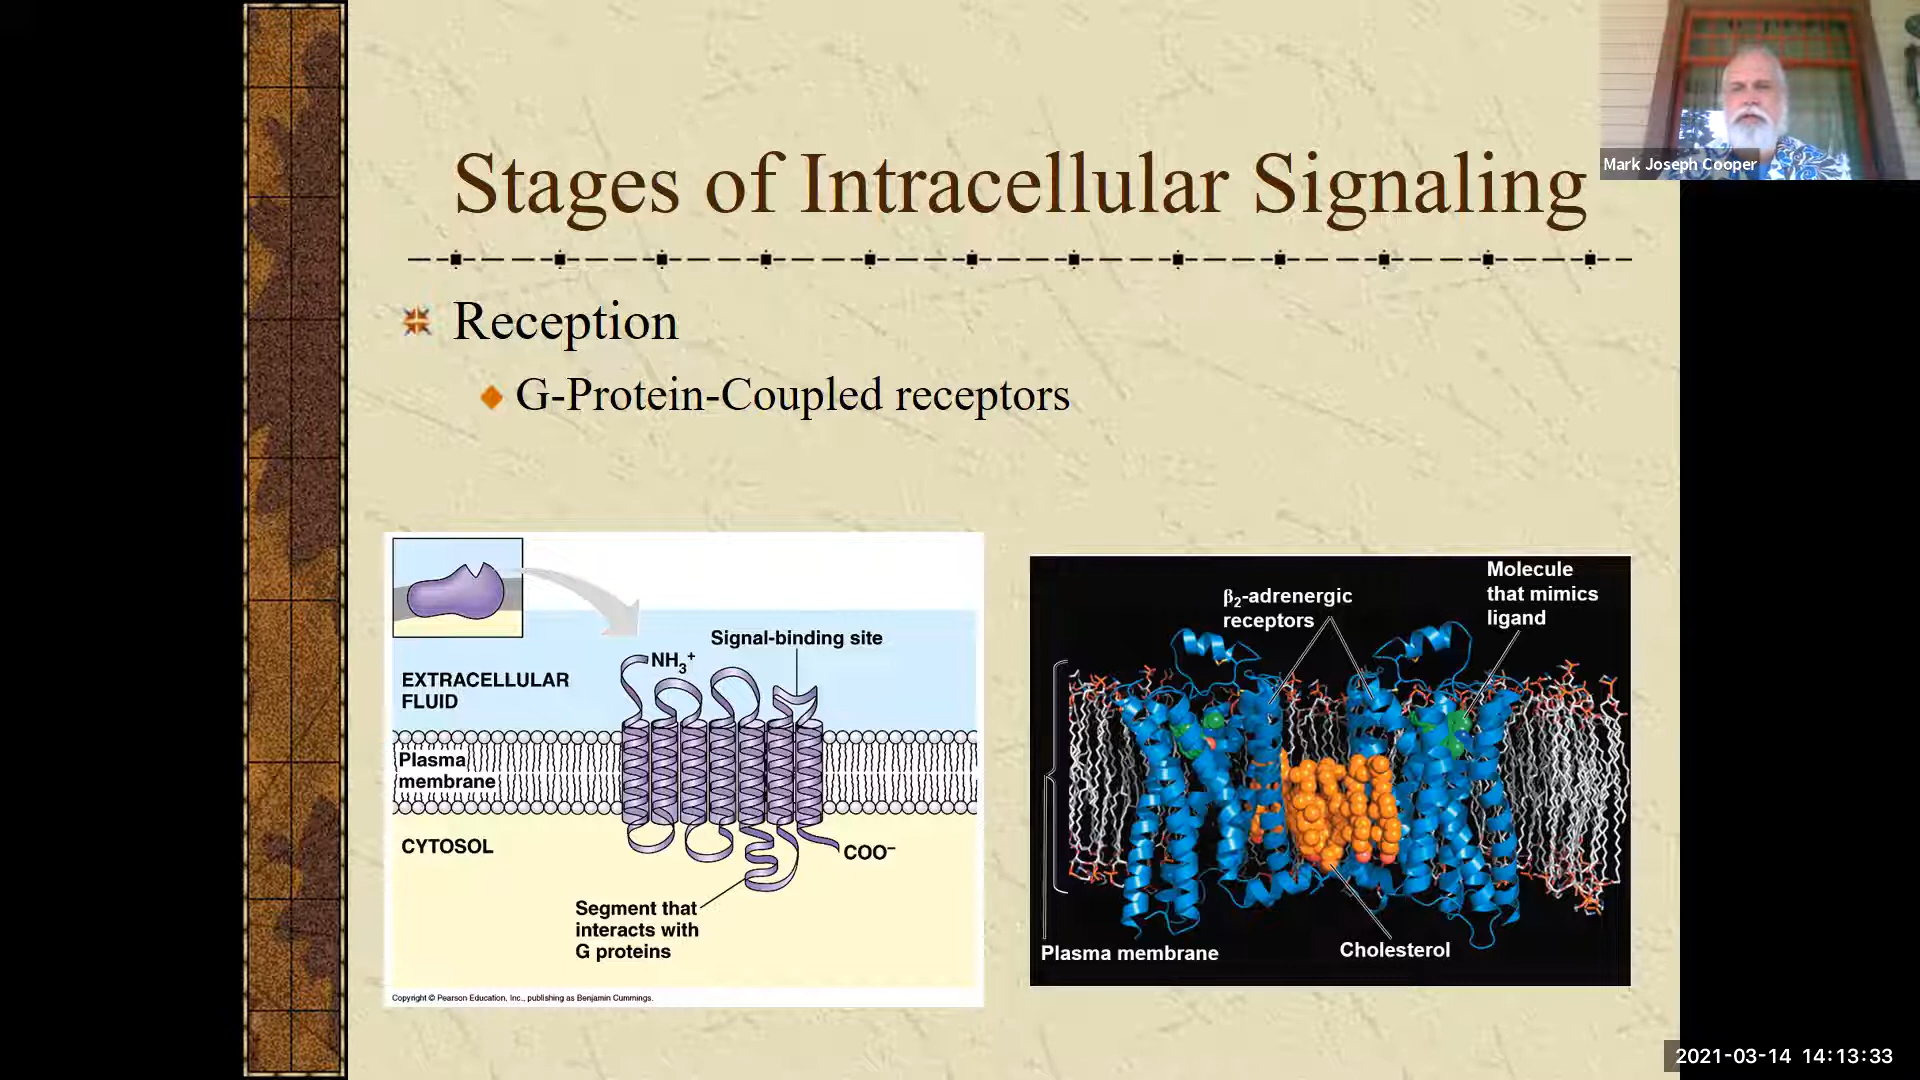 Stages of Intracellular Signaling
Mark Joseph Cooper
Reception
G-Protein-Coupled receptors
NH₃⁺
Signal-binding site
EXTRACELLULAR
FLUID
Plasma
membrane
CYTOSOL
COO⁻
Segment that
interacts with
G proteins
Copyright © Pearson Education, Inc., publishing as Benjamin Cummings.
β₂-adrenergic
receptors
Molecule
that mimics
ligand
Plasma membrane
Cholesterol
2021-03-14 14:13:33